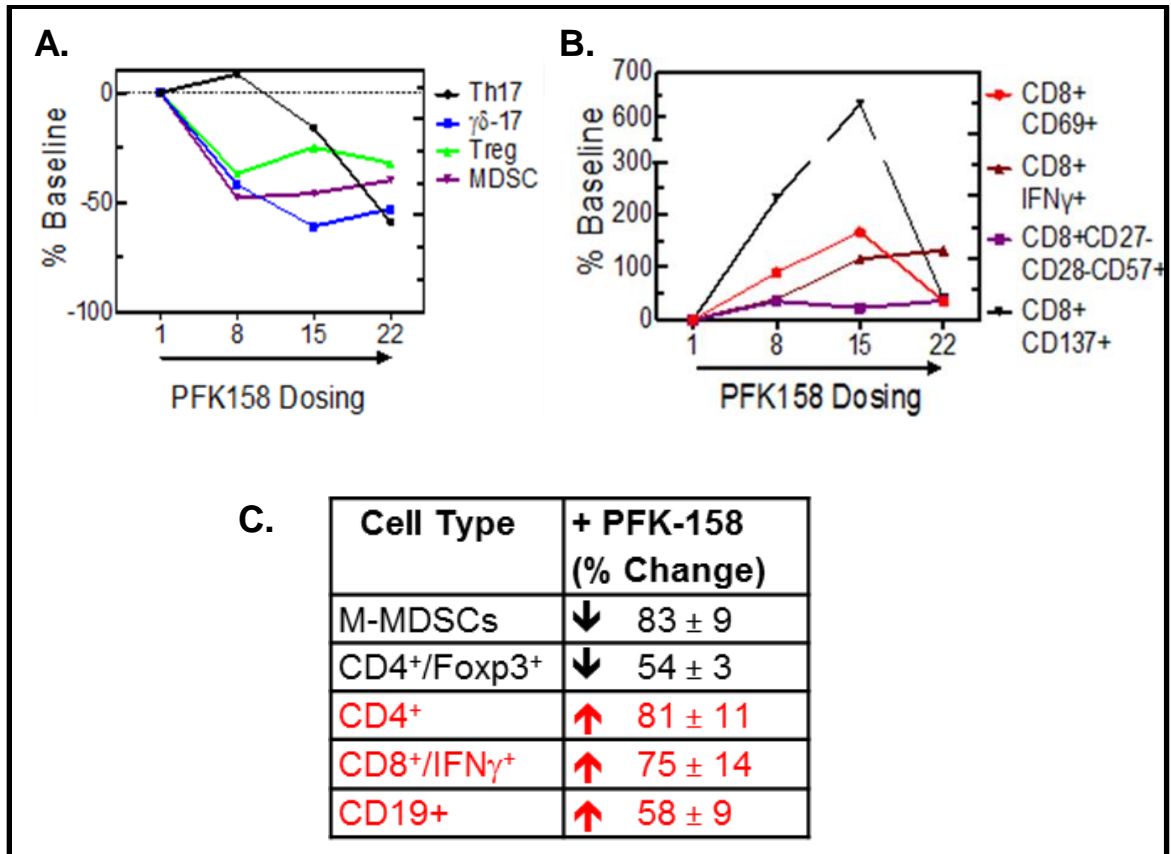 A.
0
-50
-100
% Baseline
1 8 15 22
PFK158 Dosing
Th17
γδ-17
Treg
MDSC
B.
700
600
300
200
100
0
% Baseline
1 8 15 22
PFK158 Dosing
CD8+
CD69+
CD8+
IFNγ+
CD8+CD27-
CD28-CD57+
CD8+
CD137+
C.
Cell Type + PFK-158
(% Change)
M-MDSCs ↓ 83 ± 9
CD4⁺/Foxp3⁺ ↓ 54 ± 3
CD4⁺ ↑ 81 ± 11
CD8⁺/IFNγ⁺ ↑ 75 ± 14
CD19+ ↑ 58 ± 9